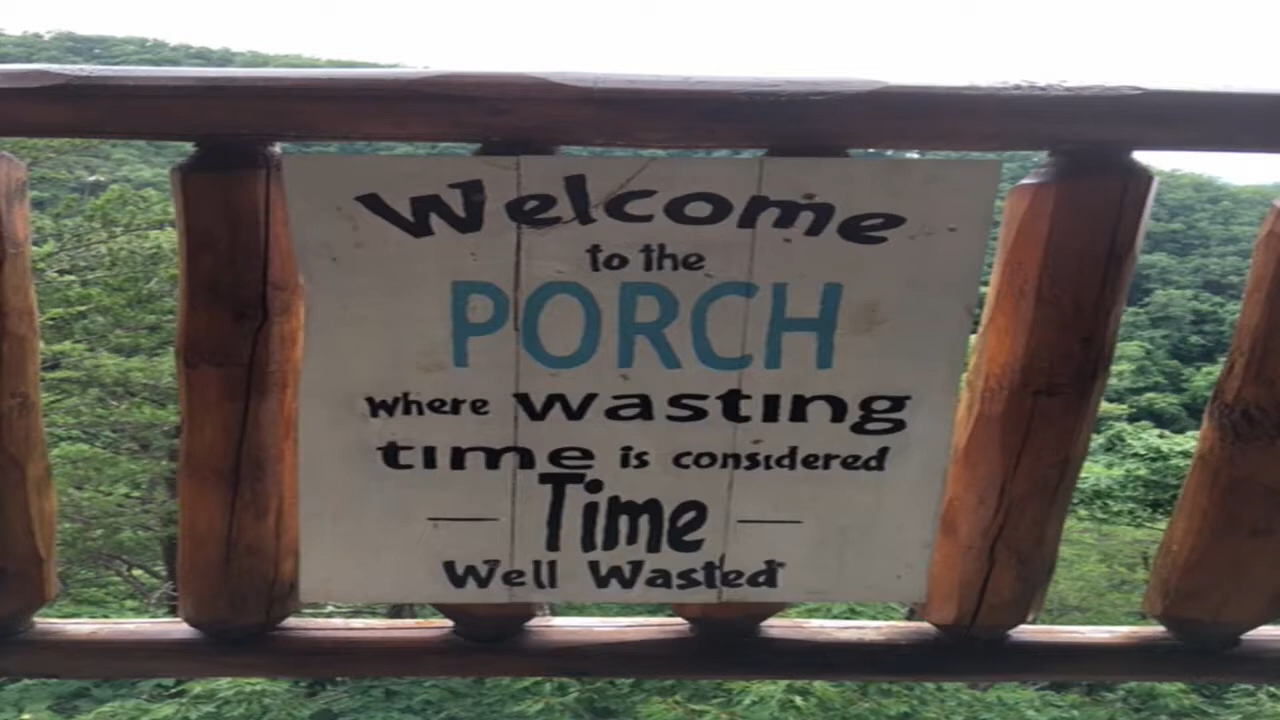 Welcome
to the
PORCH
where wasting
time is considered
Time
Well Wasted